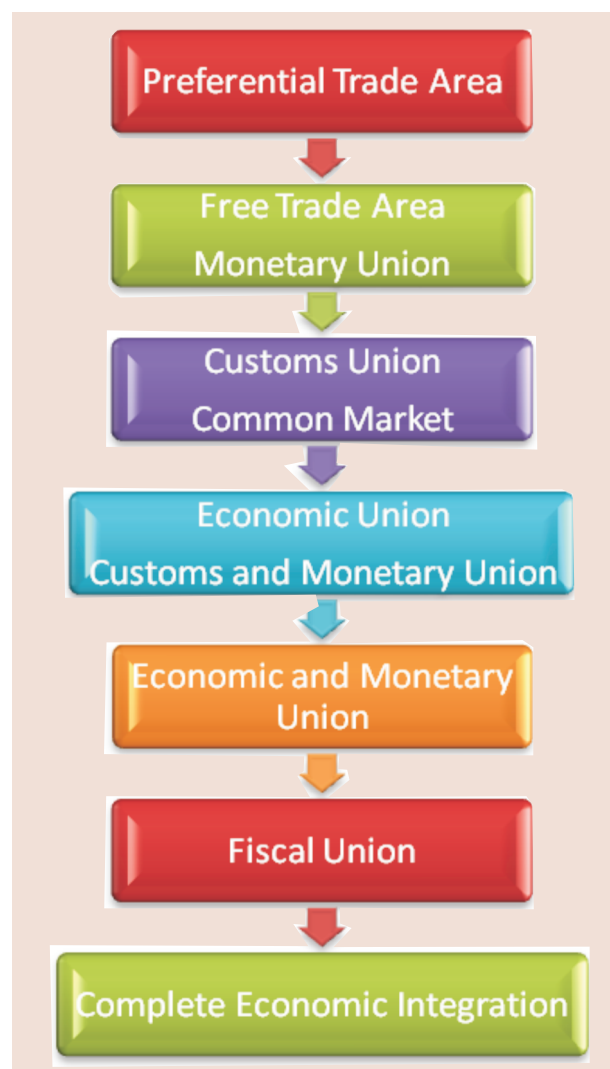 Preferential Trade Area
Free Trade Area
Monetary Union
Customs Union
Common Market
Economic Union
Customs and Monetary Union
Economic and Monetary
Union
Fiscal Union
Complete Economic Integration